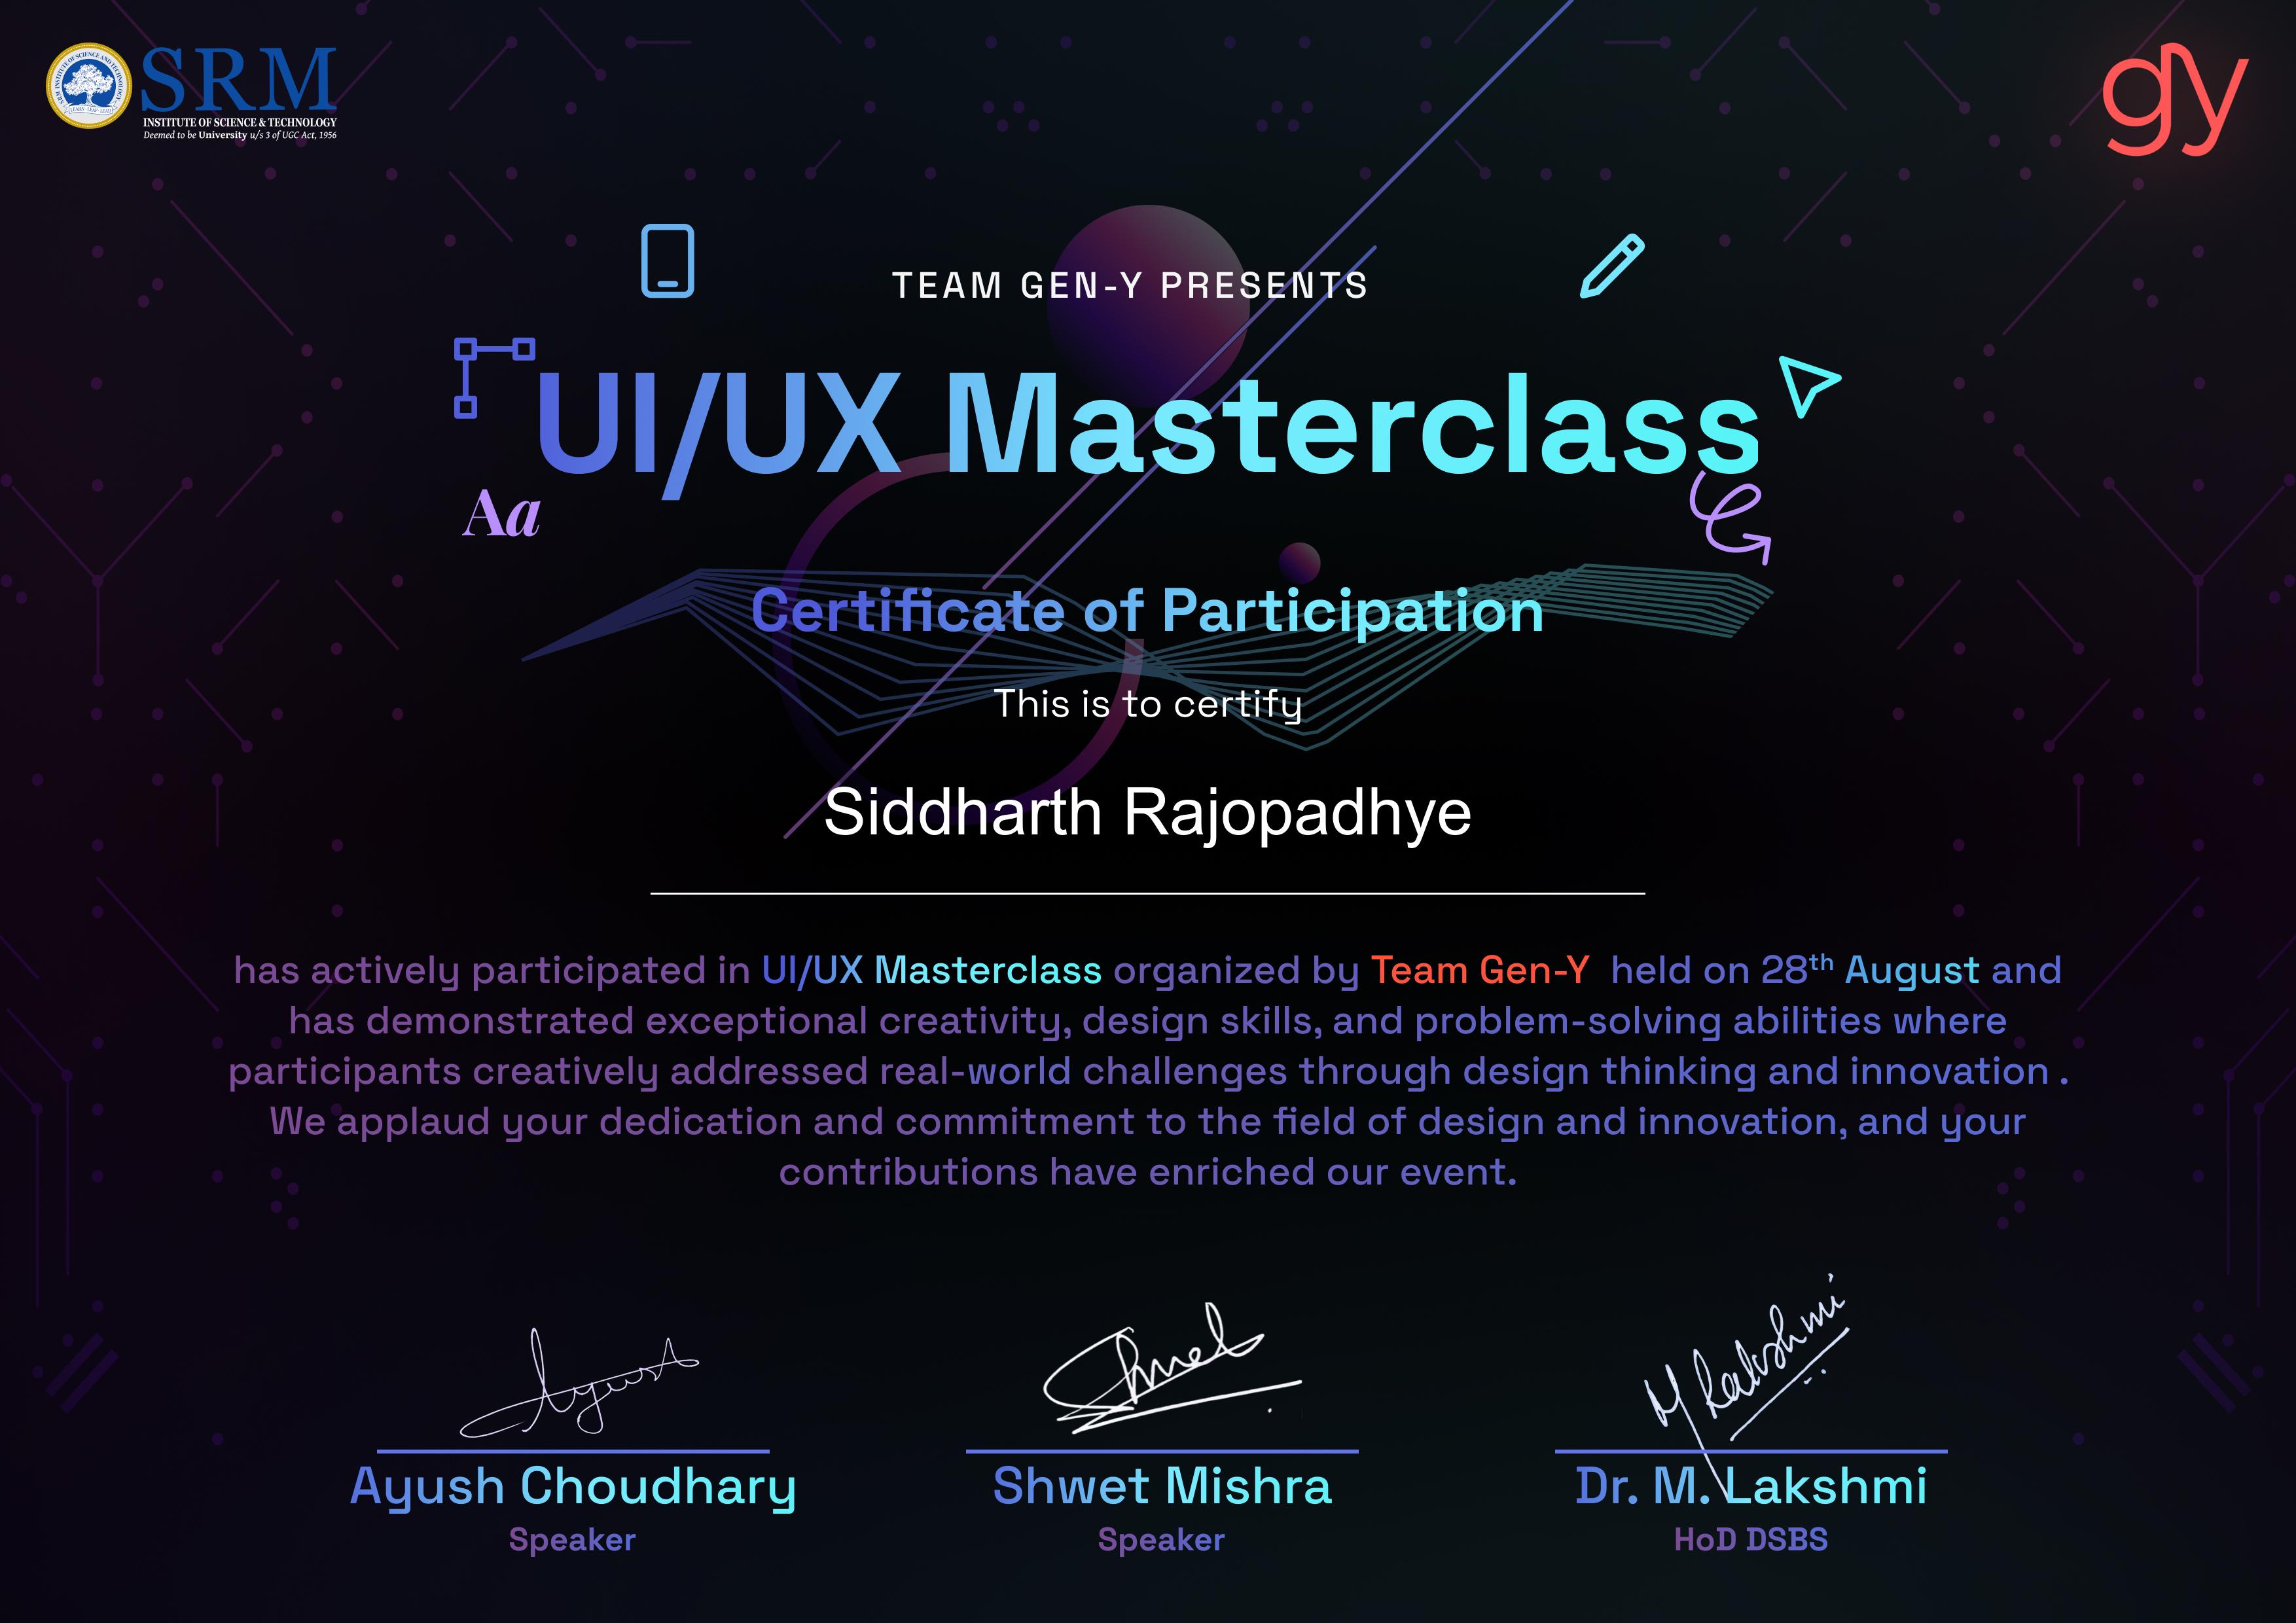 SRM
INSTITUTE OF SCIENCE & TECHNOLOGY
Deemed to be University u/s 3 of UGC Act, 1956
gy
TEAM GEN-Y PRESENTS
UI/UX Masterclass
Aa
Certificate of Participation
This is to certify
Siddharth Rajopadhye
has actively participated in UI/UX Masterclass organized by Team Gen-Y held on 28th August and
has demonstrated exceptional creativity, design skills, and problem-solving abilities where
participants creatively addressed real-world challenges through design thinking and innovation .
We applaud your dedication and commitment to the field of design and innovation, and your
contributions have enriched our event.
Ayush
Shwet
M Lakshmi
Ayush Choudhary
Shwet Mishra
Dr. M. Lakshmi
Speaker
Speaker
HoD DSBS